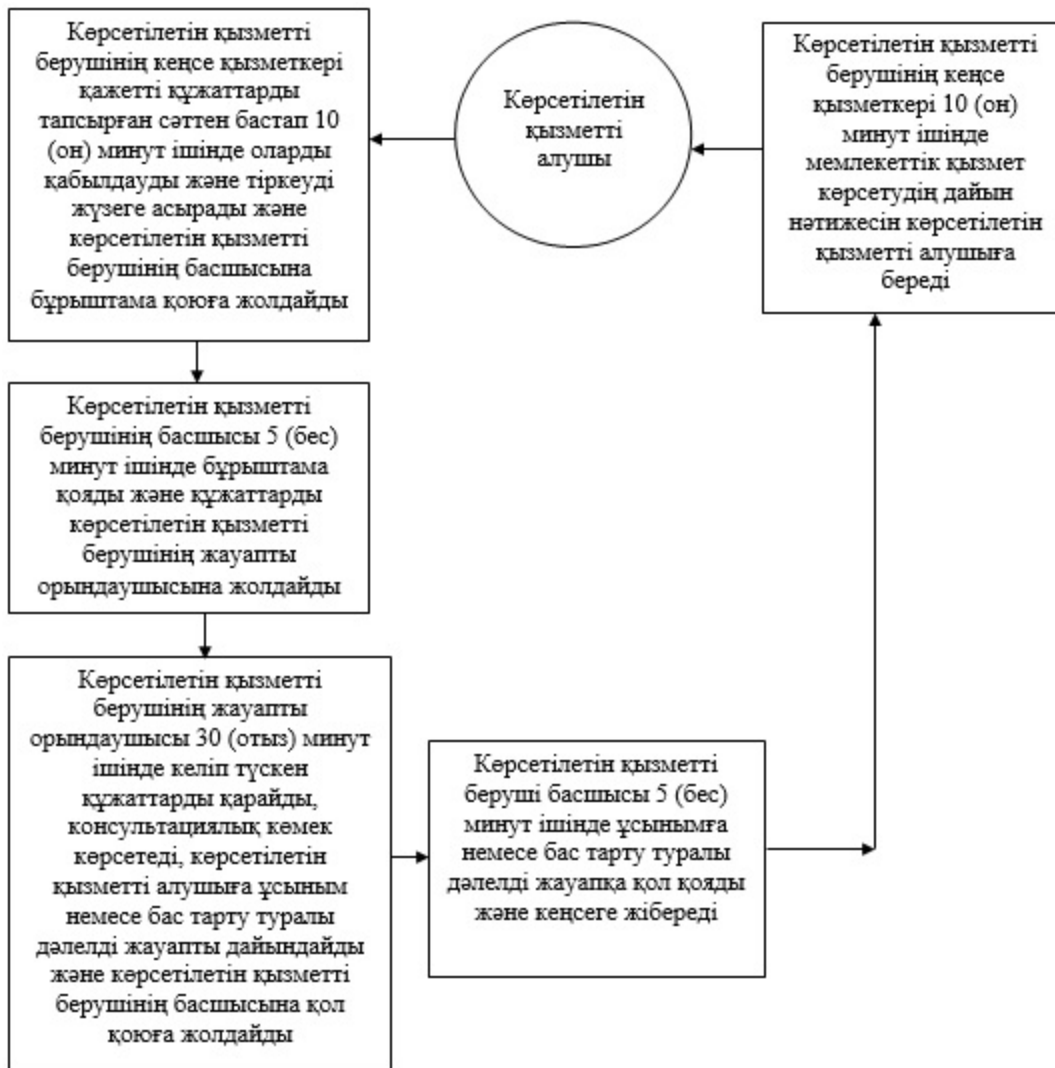 Көрсетілетін қызметті
берушінің кеңсе қызметкері
қажетті құжаттарды
тапсырған сәттен бастап 10
(он) минут ішінде оларды
қабылдауды және тіркеуді
жүзеге асырады және
көрсетілетін қызметті
берушінің басшысына
бұрыштама қоюға жолдайды
Көрсетілетін
қызметті
алушы
Көрсетілетін қызметті
берушінің кеңсе
қызметкері 10 (он)
минут ішінде
мемлекеттік қызмет
көрсетудің дайын
нәтижесін көрсетілетін
қызметті алушыға
береді
Көрсетілетін қызметті
берушінің басшысы 5 (бес)
минут ішінде бұрыштама
қояды және құжаттарды
көрсетілетін қызметті
берушінің жауапты
орындаушысына жолдайды
Көрсетілетін қызметті
берушінің жауапты
орындаушысы 30 (отыз) минут
ішінде келіп түскен
құжаттарды қарайды,
консультациялық көмек
көрсетеді, көрсетілетін
қызметті алушыға ұсыным
немесе бас тарту туралы
дәлелді жауапты дайындайды
және көрсетілетін қызметті
берушінің басшысына қол
қоюға жолдайды
Көрсетілетін қызметті
беруші басшысы 5 (бес)
минут ішінде ұсынымға
немесе бас тарту туралы
дәлелді жауапқа қол қояды
және кеңсеге жібереді